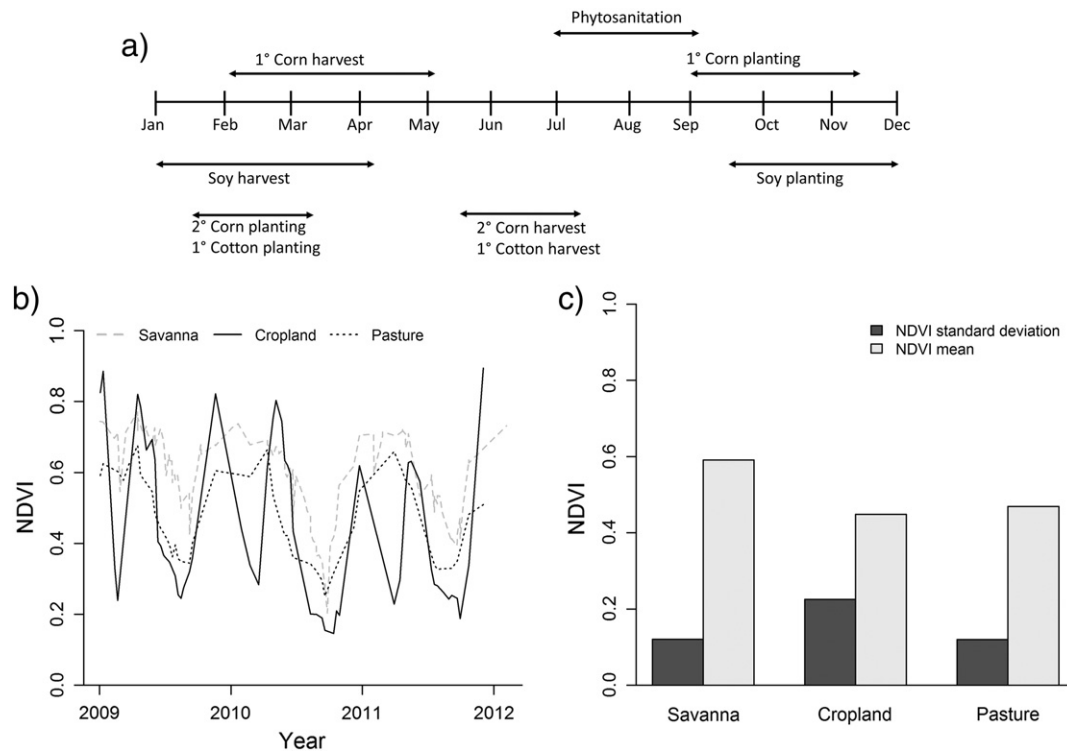 a)
Phytosanitation
1° Corn harvest
1° Corn planting
Jan Feb Mar Apr May Jun Jul Aug Sep Oct Nov Dec
Soy harvest
Soy planting
2° Corn planting
1° Cotton planting
2° Corn harvest
1° Cotton harvest
b)
Savanna Cropland Pasture
NDVI
1.0
0.8
0.6
0.4
0.2
0.0
2009 2010 2011 2012
Year
c)
NDVI standard deviation
NDVI mean
NDVI
1.0
0.8
0.6
0.4
0.2
0.0
Savanna Cropland Pasture